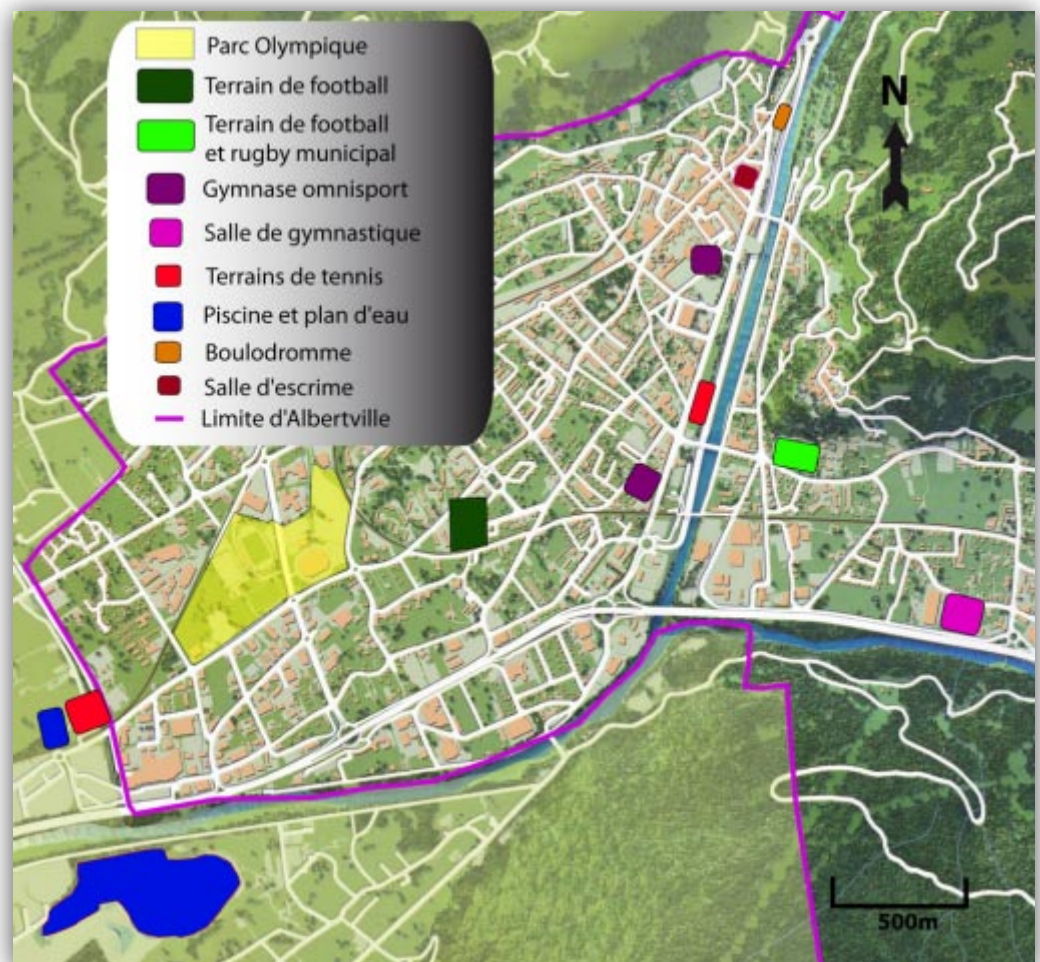 Parc Olympique
Terrain de football
Terrain de football
et rugby municipal
Gymnase omnisport
Salle de gymnastique
Terrains de tennis
Piscine et plan d'eau
Boulodromme
Salle d'escrime
Limite d'Albertville
N
500m